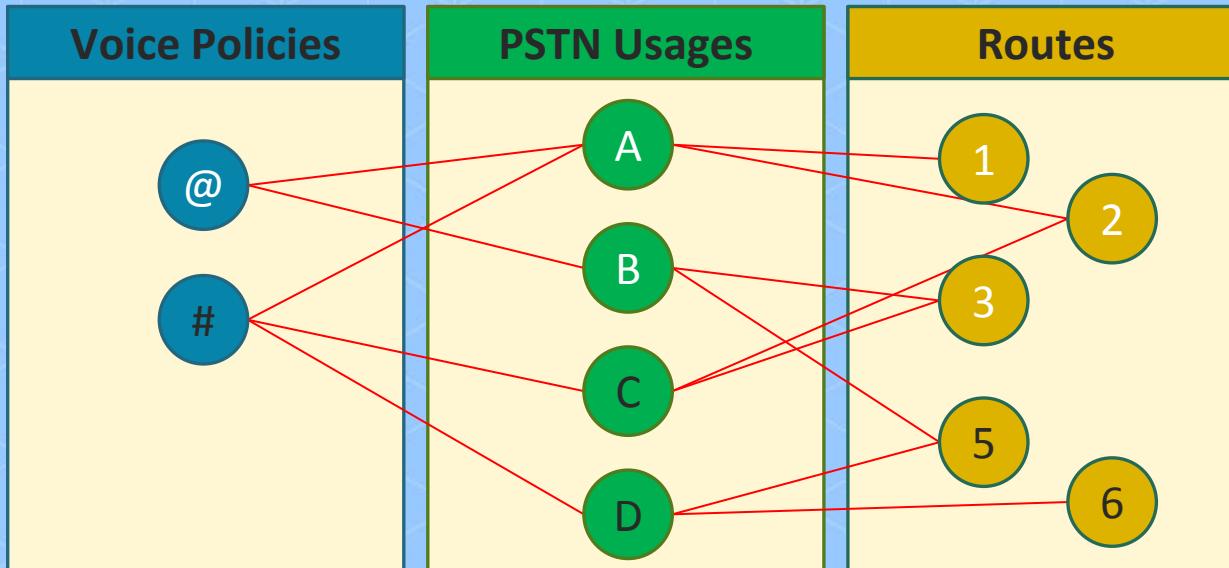 Voice Policies
PSTN Usages
Routes
@
#
A
B
C
D
1
2
3
5
6